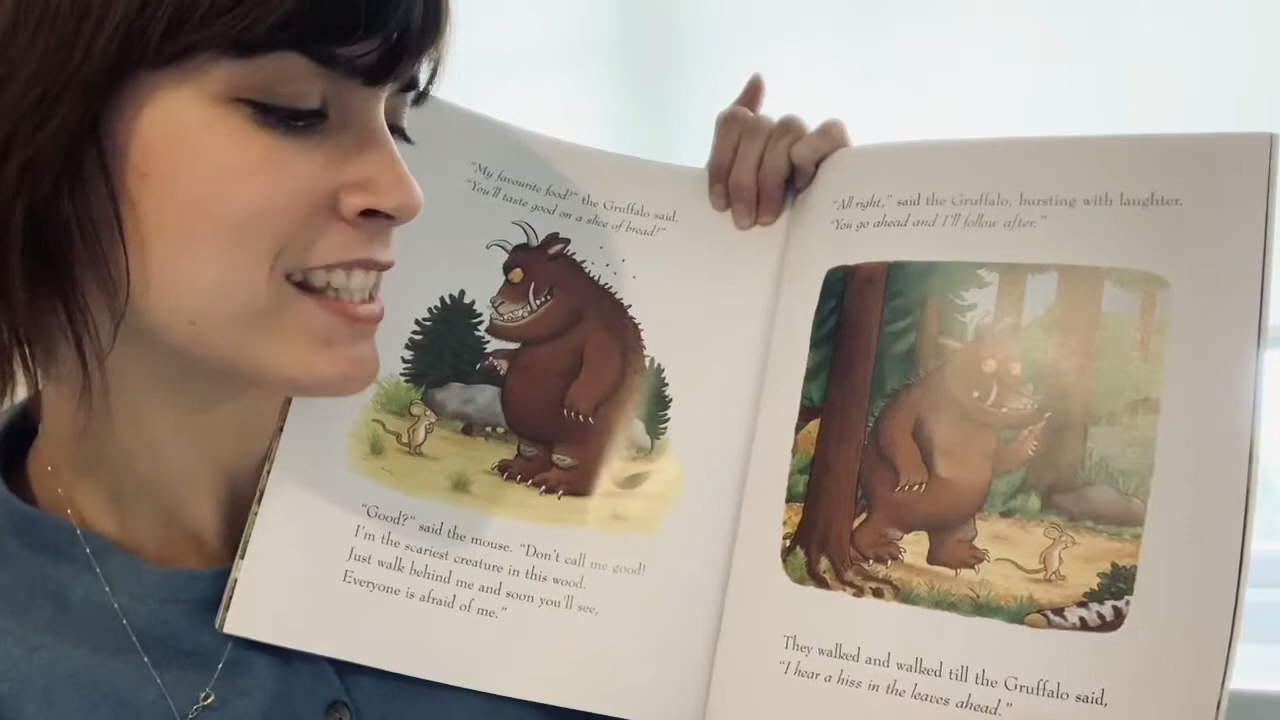 "My favourite food!" the Gruffalo said.
"You'll taste good on a slice of bread!"
"Good?" said the mouse. "Don't call me good!
I'm the scariest creature in this wood.
Just walk behind me and soon you'll see,
Everyone is afraid of me."
"All right," said the Gruffalo, bursting with laughter.
"You go ahead and I'll follow after."
They walked and walked till the Gruffalo said,
"I hear a hiss in the leaves ahead."